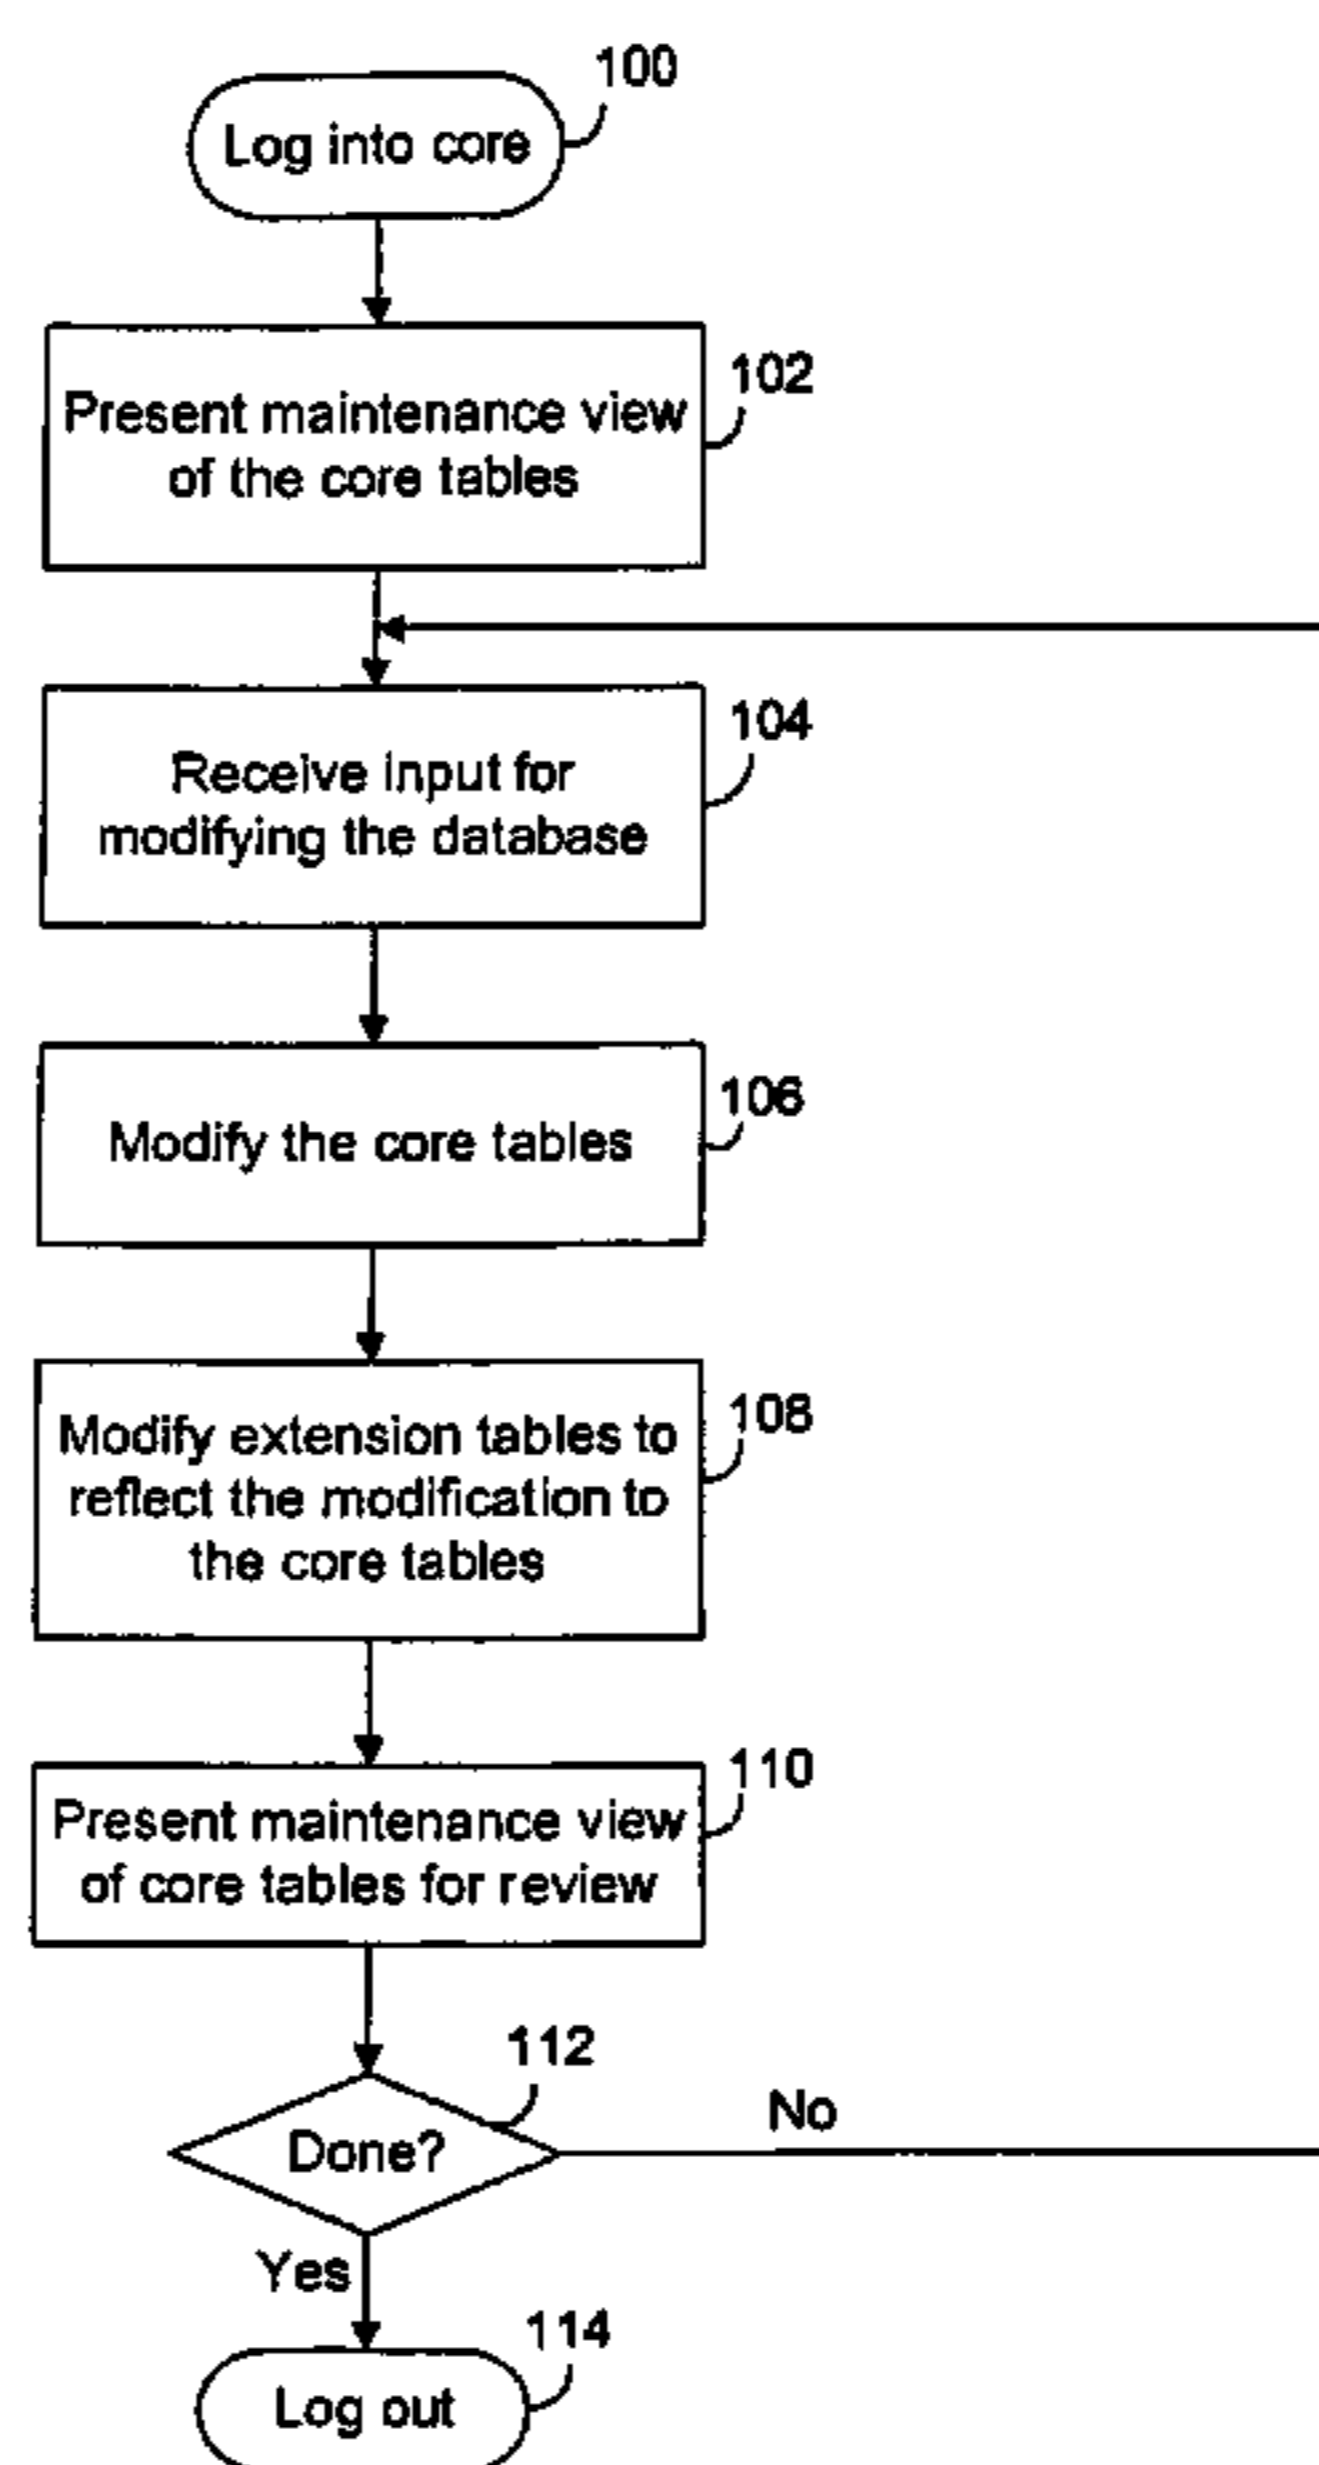 100
Log into core
102
Present maintenance view
of the core tables
104
Receive input for
modifying the database
106
Modify the core tables
108
Modify extension tables to
reflect the modification to
the core tables
110
Present maintenance view
of core tables for review
112
Done?
No
Yes
114
Log out